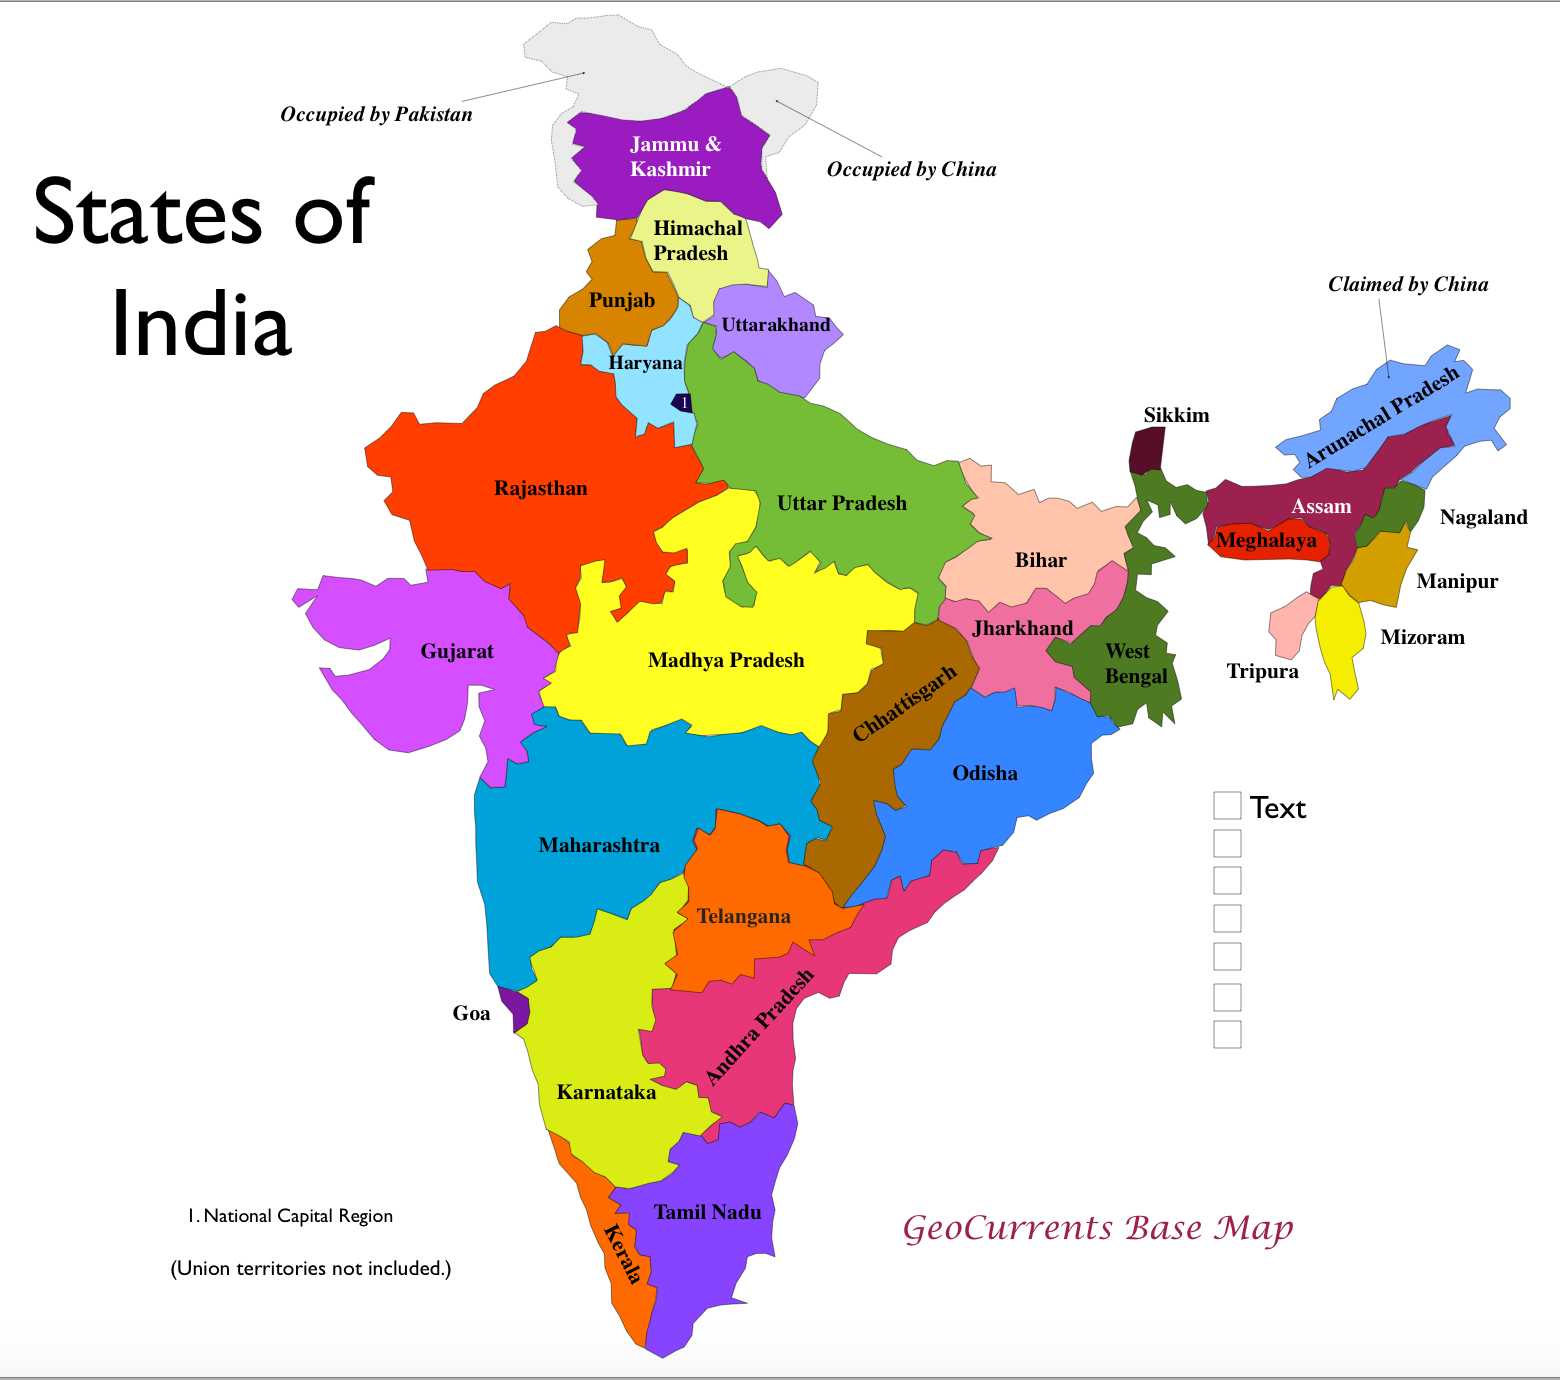 Occupied by Pakistan
Jammu &
Kashmir
Occupied by China
States of
India
Himachal
Pradesh
Punjab
Uttarakhand
Claimed by China
Haryana
1
Arunachal Pradesh
Sikkim
Rajasthan
Uttar Pradesh
Assam
Nagaland
Meghalaya
Bihar
Manipur
Jharkhand
Mizoram
Gujarat
Madhya Pradesh
West
Bengal
Tripura
Chhattisgarh
Odisha
Text
Maharashtra
Telangana
Goa
Andhra Pradesh
Karnataka
Tamil Nadu
Kerala
1. National Capital Region
(Union territories not included.)
GeoCurrents Base Map